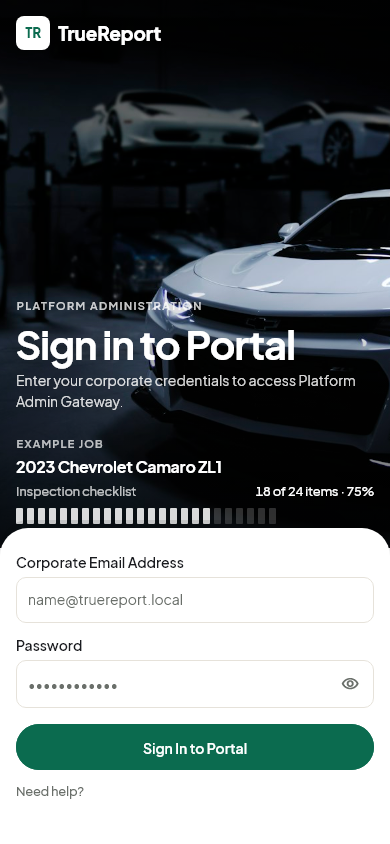 TR TrueReport
PLATFORM ADMINISTRATION
Sign in to Portal
Enter your corporate credentials to access Platform
Admin Gateway.
EXAMPLE JOB
2023 Chevrolet Camaro ZL1
Inspection checklist 18 of 24 items · 75%
Corporate Email Address
name@truereport.local
Password
••••••••••••
Sign In to Portal
Need help?